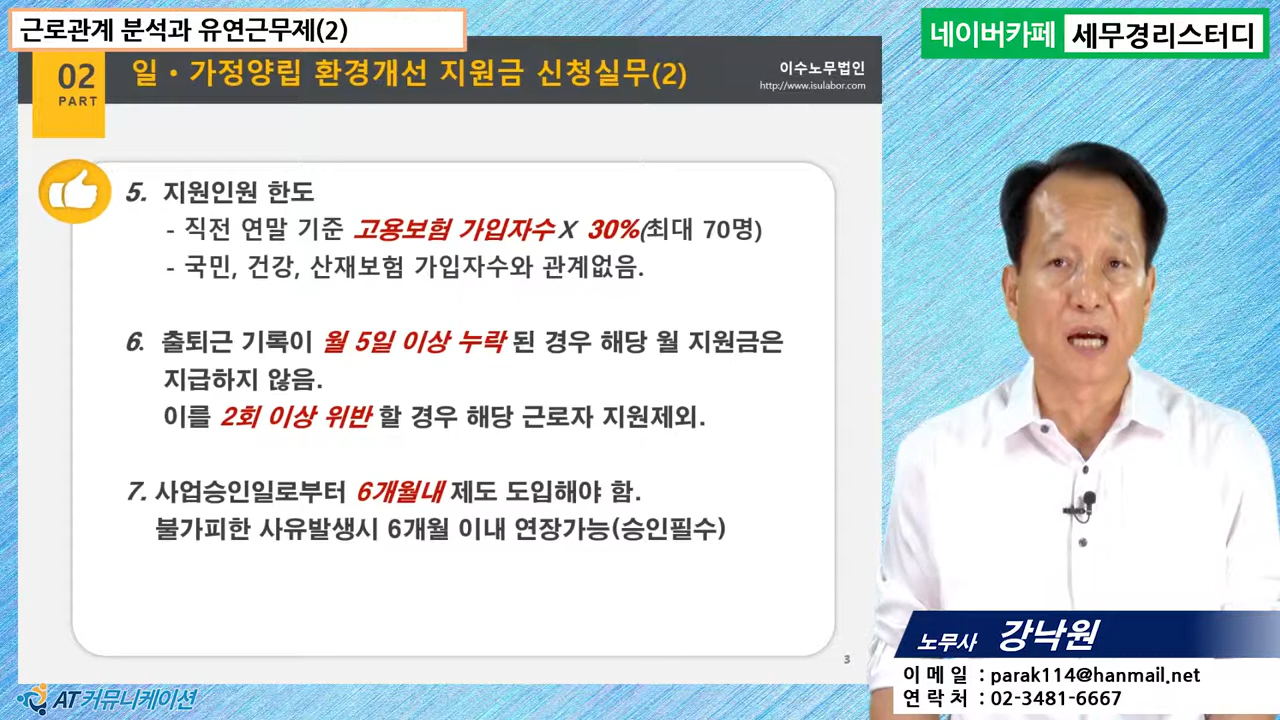 근로관계 분석과 유연근무제(2)
네이버카페 세무경리스터디
02
PART
일·가정양립 환경개선 지원금 신청실무(2)
이수노무법인
http://www.isulabor.com
5. 지원인원 한도
- 직전 연말 기준 고용보험 가입자수 X 30%(최대 70명)
- 국민, 건강, 산재보험 가입자수와 관계없음.
6. 출퇴근 기록이 월 5일 이상 누락 된 경우 해당 월 지원금은
지급하지 않음.
이를 2회 이상 위반 할 경우 해당 근로자 지원제외.
7. 사업승인일로부터 6개월내 제도 도입해야 함.
불가피한 사유발생시 6개월 이내 연장가능(승인필수)
3
노무사 강낙원
이 메 일 : parak114@hanmail.net
연 락 처 : 02-3481-6667
AT커뮤니케이션